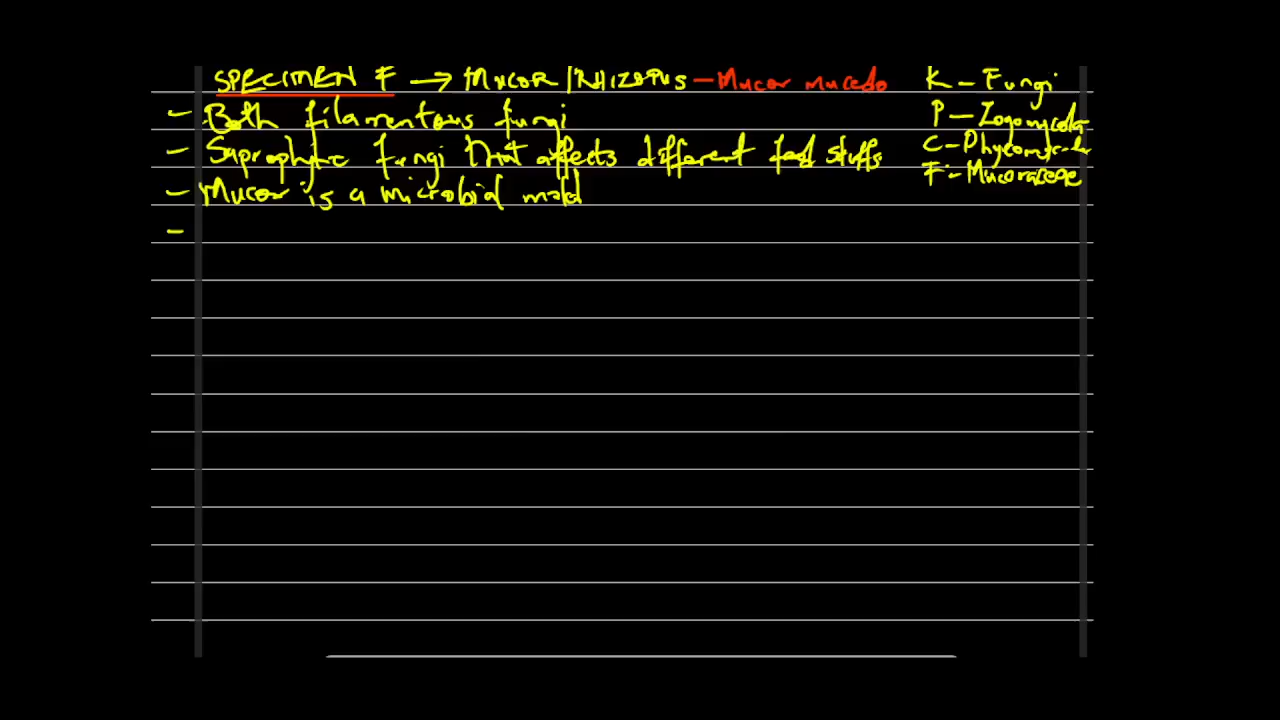 SPECIMEN F → MUCOR/RHIZOPUS - Mucor mucedo
- Both filamentous fungi
- Saprophytic fungi that affects different food stuffs
- Mucor is a microbial mold
-
K - Fungi
P - Zygomycota
C -
F - Mucoraceae